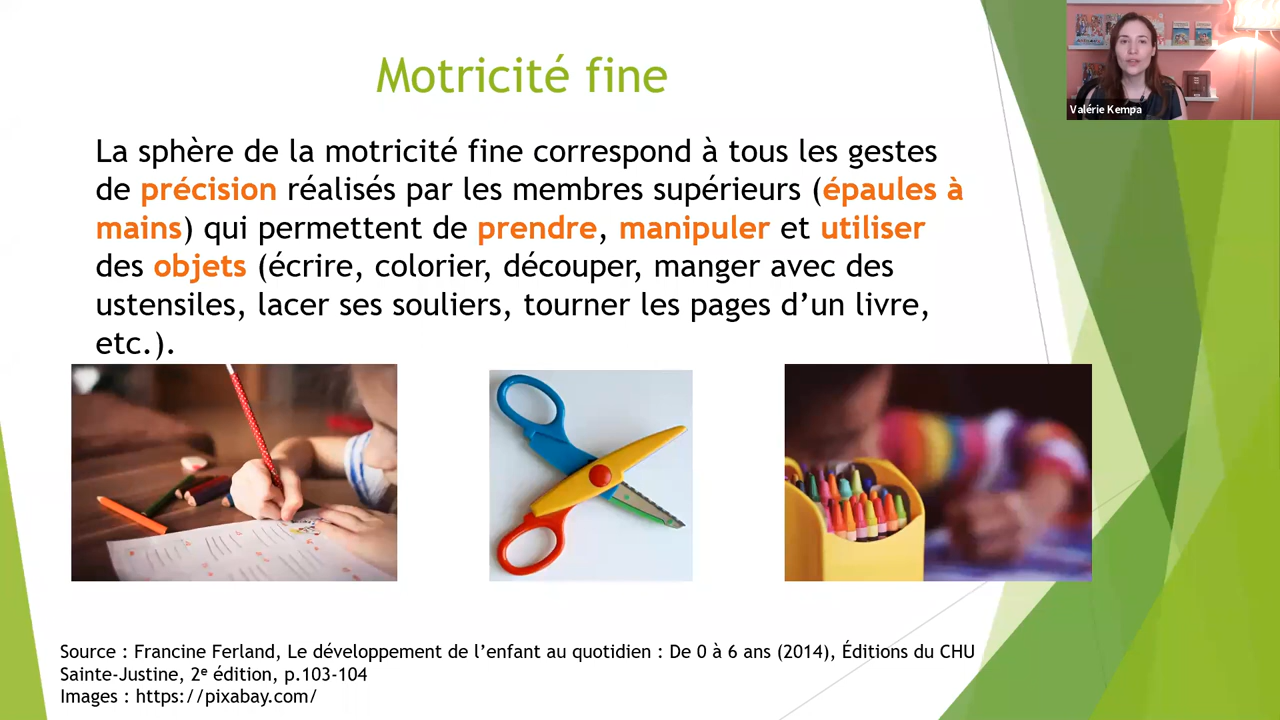 Motricité fine
Valérie Kempa
La sphère de la motricité fine correspond à tous les gestes
de précision réalisés par les membres supérieurs (épaules à
mains) qui permettent de prendre, manipuler et utiliser
des objets (écrire, colorier, découper, manger avec des
ustensiles, lacer ses souliers, tourner les pages d’un livre,
etc.).
Source : Francine Ferland, Le développement de l’enfant au quotidien : De 0 à 6 ans (2014), Éditions du CHU
Sainte-Justine, 2e édition, p.103-104
Images : https://pixabay.com/